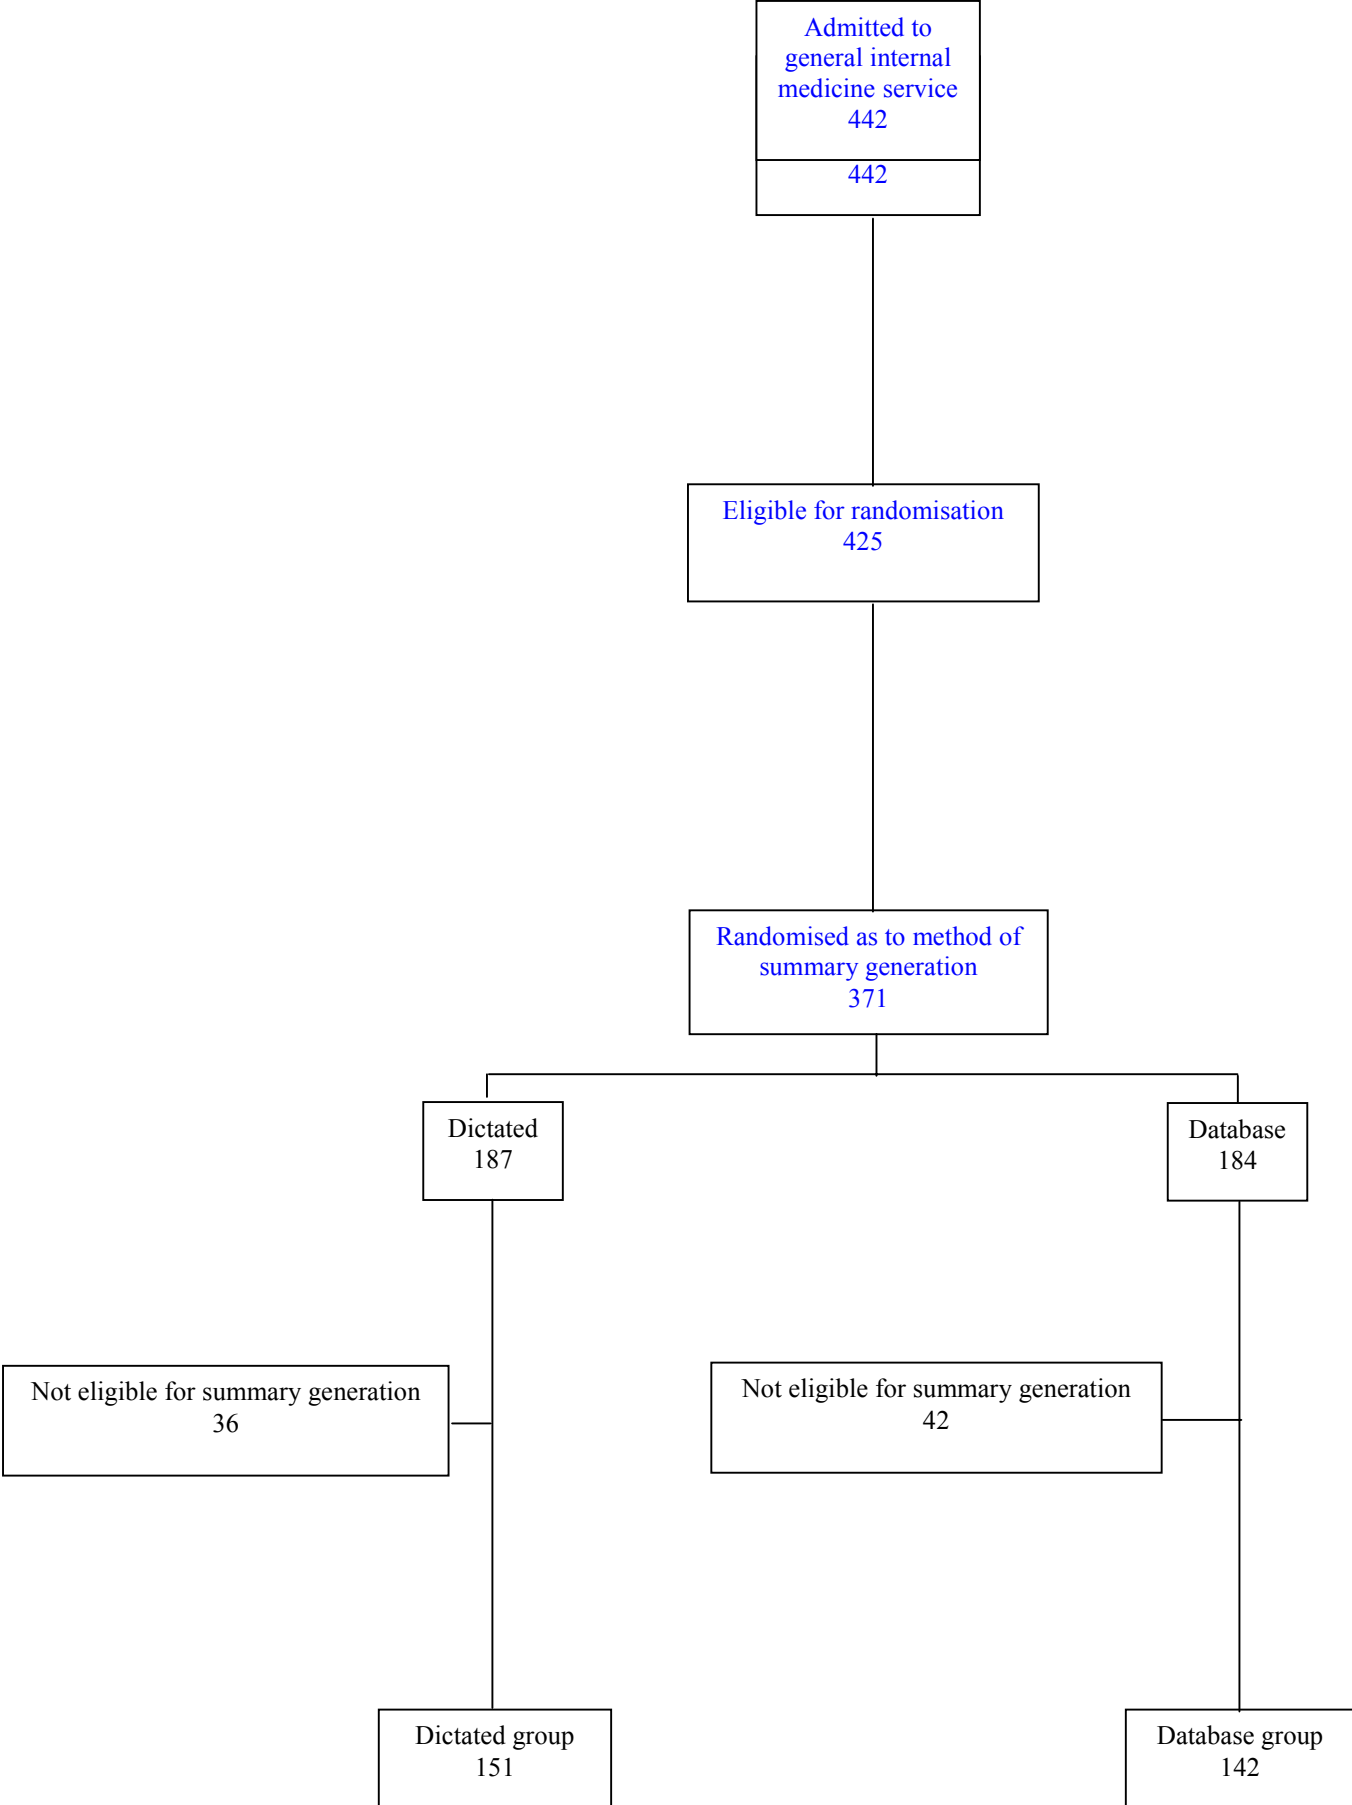 Admitted to
general internal
medicine service
442
442
Eligible for randomisation
425
Randomised as to method of
summary generation
371
Dictated
187
Database
184
Not eligible for summary generation
36
Not eligible for summary generation
42
Dictated group
151
Database group
142